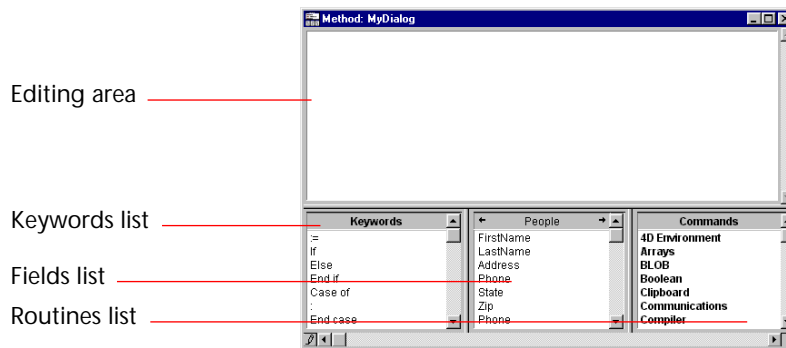 Method: MyDialog
Editing area
Keywords list
Fields list
Routines list
Keywords
:=
If
Else
End if
Case of
:
End case
People
FirstName
LastName
Address
Phone
State
Zip
Phone
Commands
4D Environment
Arrays
BLOB
Boolean
Clipboard
Communications
Compiler